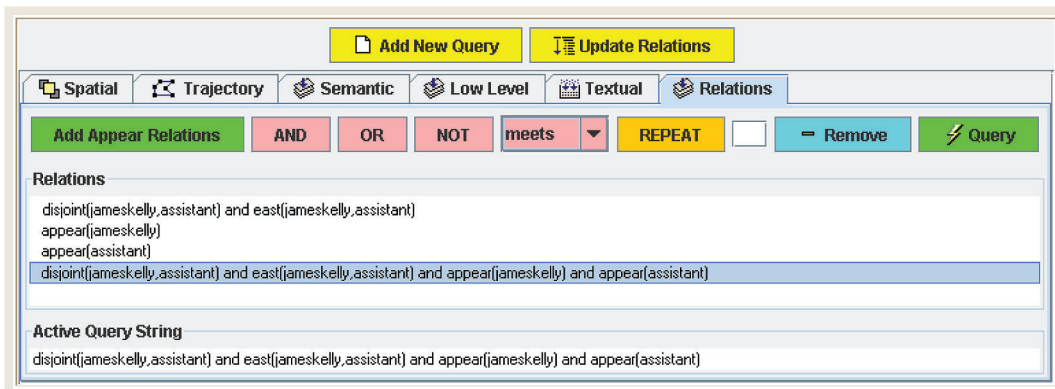 Add New Query Update Relations
Spatial Trajectory Semantic Low Level Textual Relations
Add Appear Relations AND OR NOT meets REPEAT Remove Query
Relations
disjoint(jameskelly,assistant) and east(jameskelly,assistant)
appear(jameskelly)
appear(assistant)
disjoint(jameskelly,assistant) and east(jameskelly,assistant) and appear(jameskelly) and appear(assistant)
Active Query String
disjoint(jameskelly,assistant) and east(jameskelly,assistant) and appear(jameskelly) and appear(assistant)